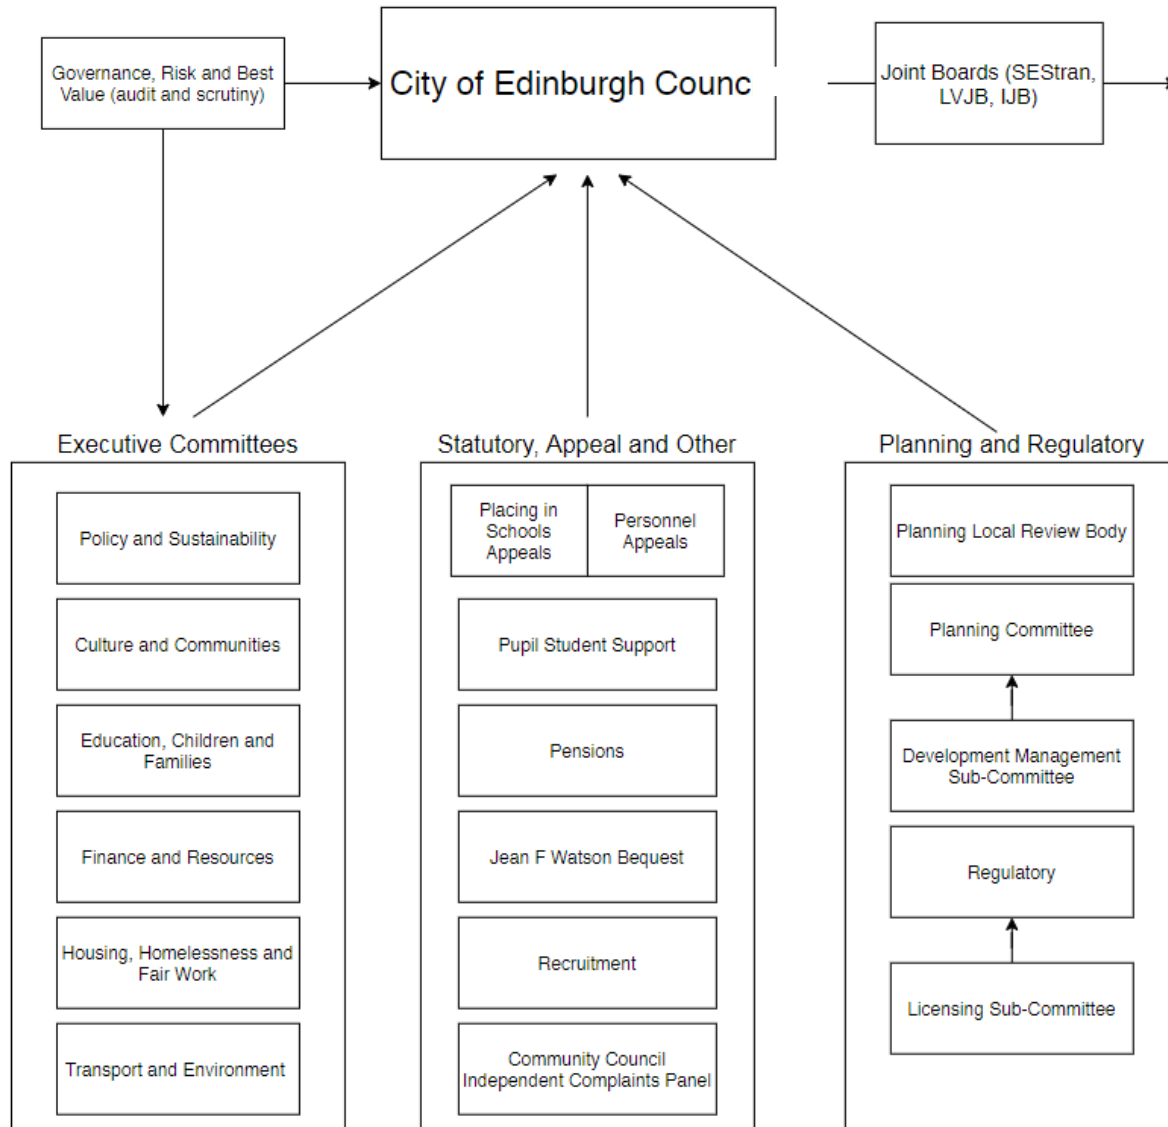 Governance, Risk and Best
Value (audit and scrutiny)
City of Edinburgh Counc
Joint Boards (SEStran,
LVJB, IJB)
Executive Committees
Policy and Sustainability
Culture and Communities
Education, Children and
Families
Finance and Resources
Housing, Homelessness and
Fair Work
Transport and Environment
Statutory, Appeal and Other
Placing in
Schools
Appeals
Personnel
Appeals
Pupil Student Support
Pensions
Jean F Watson Bequest
Recruitment
Community Council
Independent Complaints Panel
Planning and Regulatory
Planning Local Review Body
Planning Committee
Development Management
Sub-Committee
Regulatory
Licensing Sub-Committee